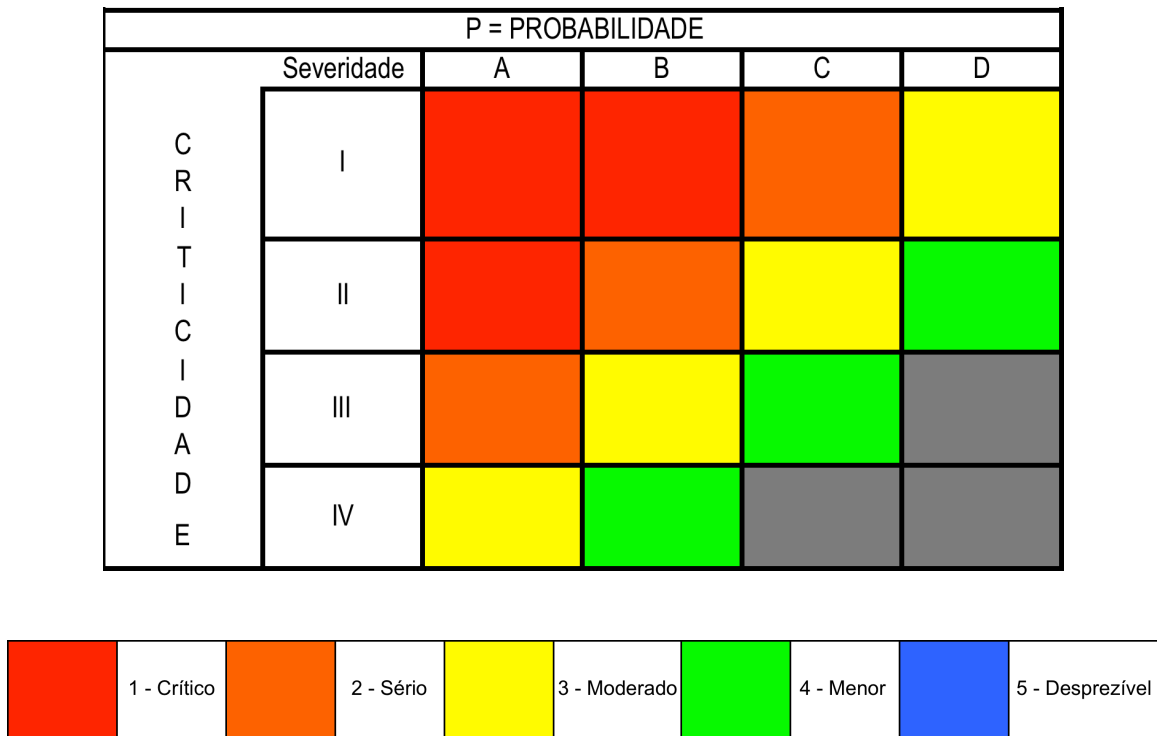 P = PROBABILIDADE
Severidade A B C D
C
R
I
T
I
C
I
D
A
D
E
I
II
III
IV
1 - Crítico 2 - Sério 3 - Moderado 4 - Menor 5 - Desprezível